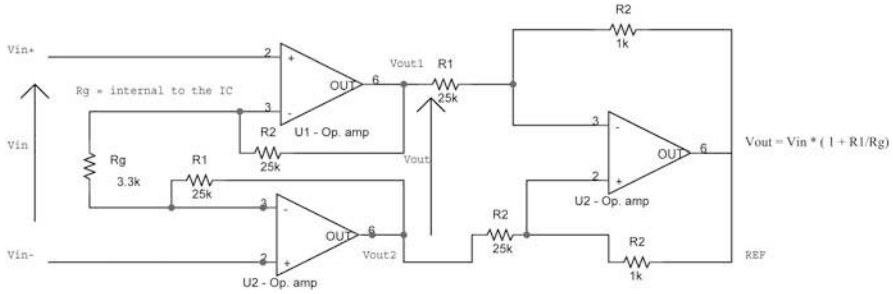 R2
1k
Vin+
2
+
Vout1
R1
OUT
6
25k
Rg = internal to the IC
3
-
U1 - Op. amp
R2
25k
Vin
Vout
3
-
OUT
6
Vout = Vin * ( 1 + R1/Rg)
Rg
3.3k
R1
25k
2
+
U2 - Op. amp
3
-
R2
25k
OUT
6
R2
1k
Vin-
2
+
Vout2
REF
U2 - Op. amp